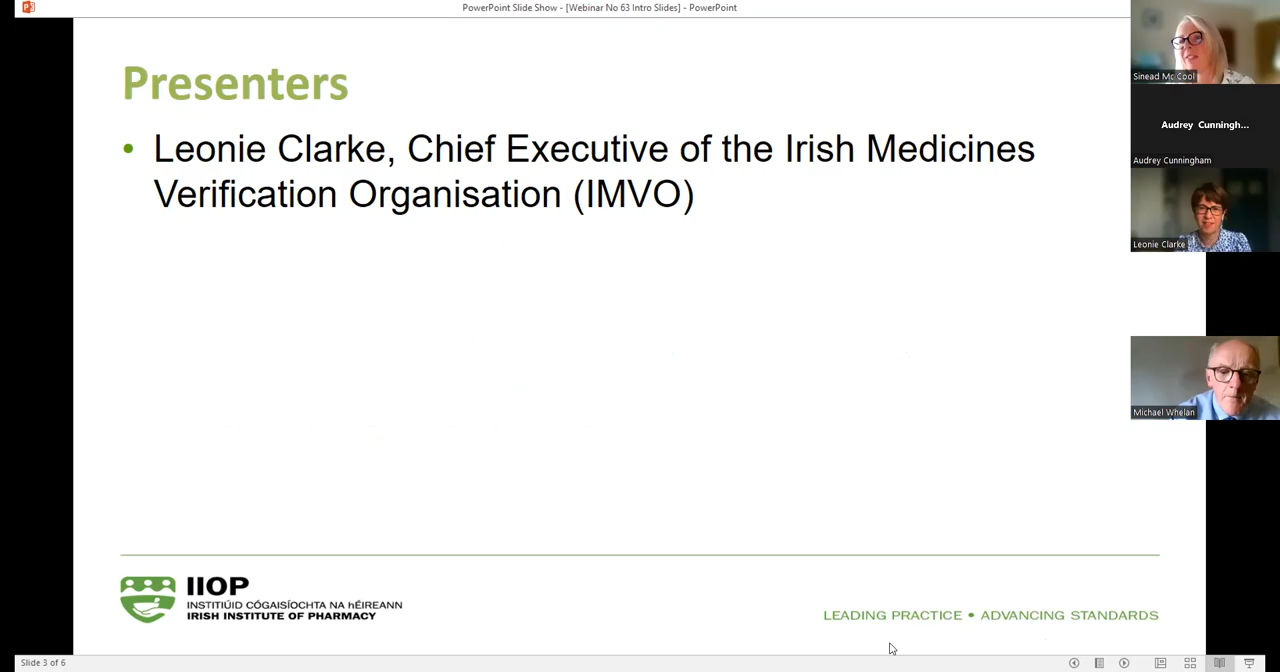 PowerPoint Slide Show - [Webinar No 63 Intro Slides] - PowerPoint
Presenters
• Leonie Clarke, Chief Executive of the Irish Medicines
Verification Organisation (IMVO)
Sinead Mc Cool
Audrey Cunningh...
Audrey Cunningham
Leonie Clarke
Michael Whelan
IIOP
INSTITIÚID CÓGAISÍOCHTA NA hÉIREANN
IRISH INSTITUTE OF PHARMACY
LEADING PRACTICE • ADVANCING STANDARDS
Slide 3 of 6